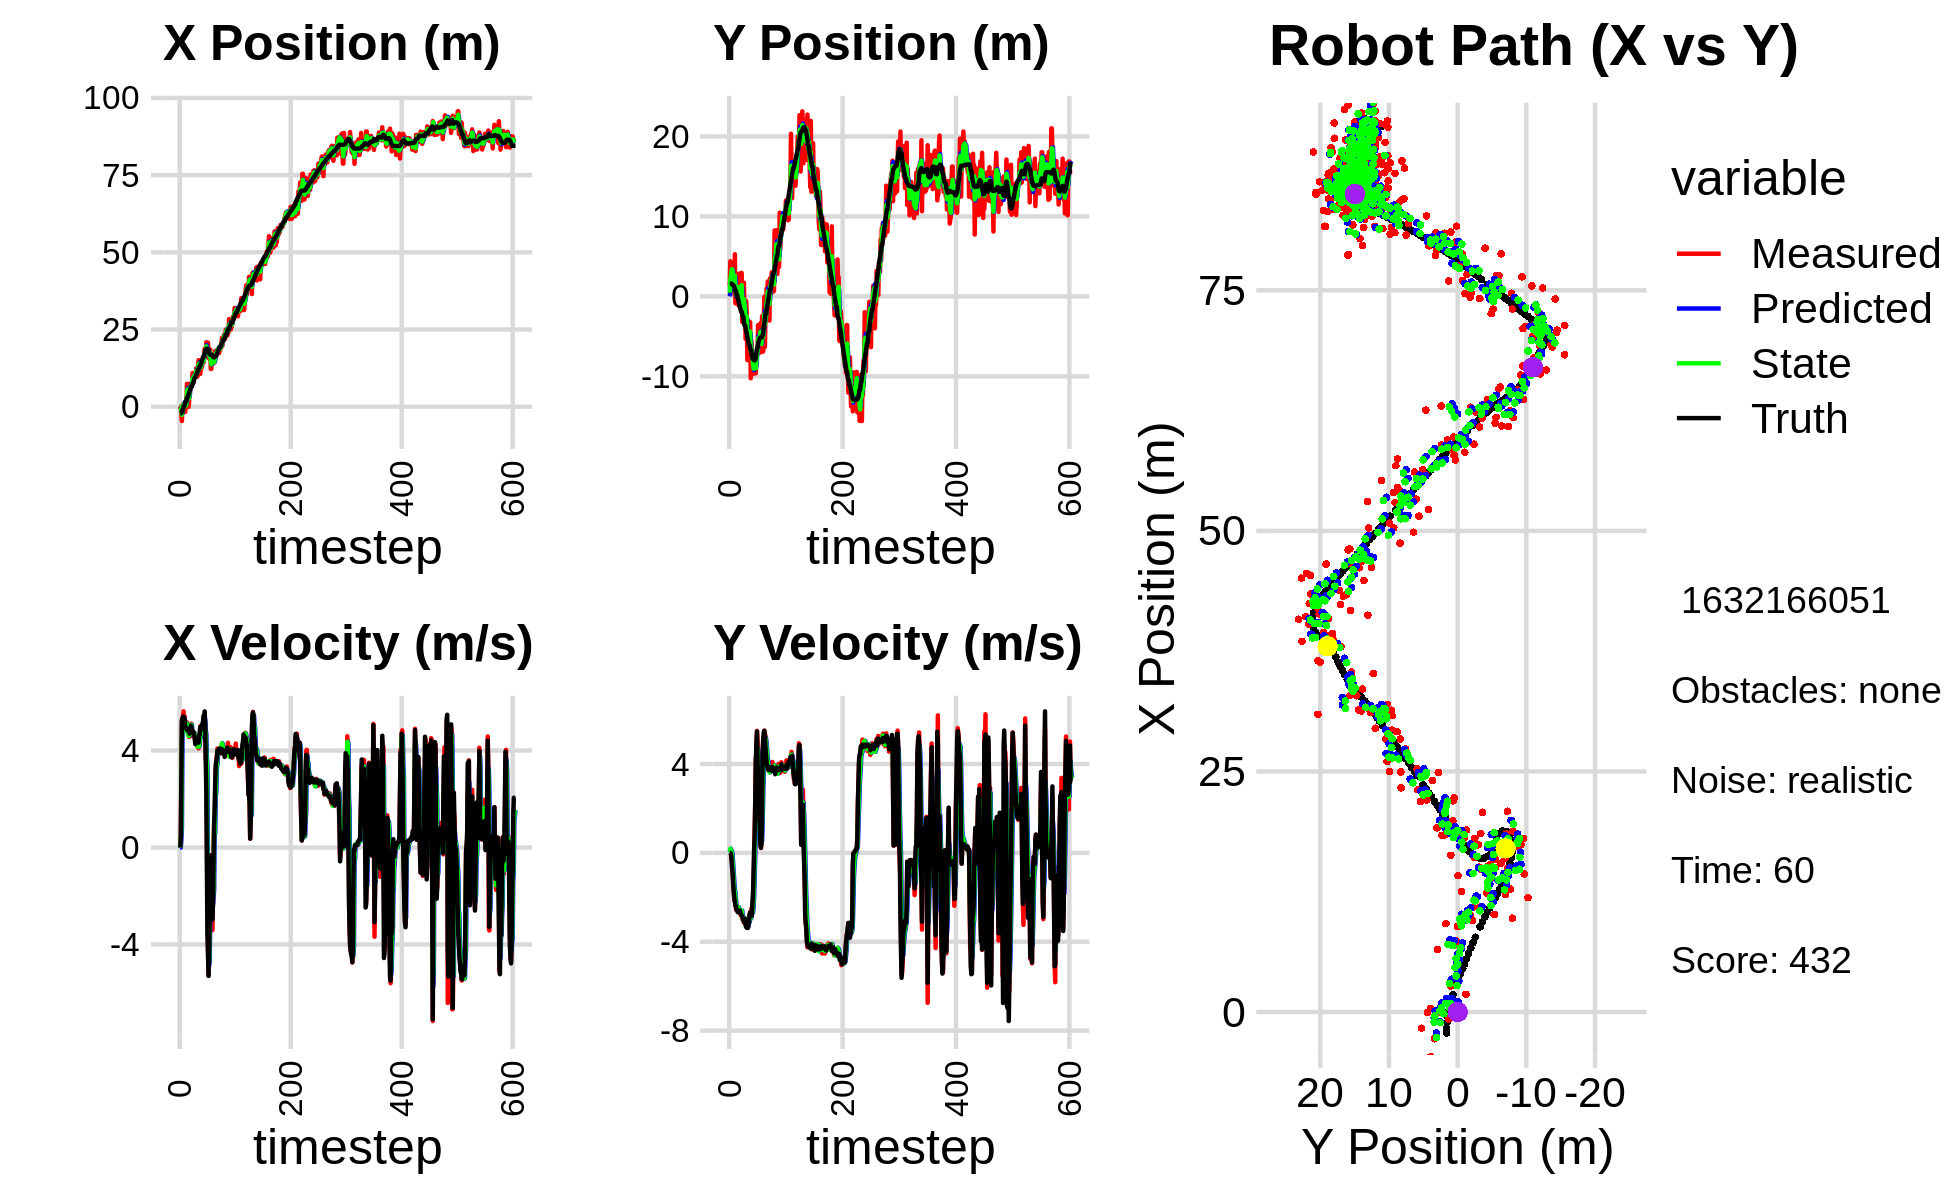 X Position (m)
100
75
50
25
0
0
200
400
600
timestep
Y Position (m)
20
10
0
-10
0
200
400
600
timestep
X Velocity (m/s)
4
0
-4
0
200
400
600
timestep
Y Velocity (m/s)
4
0
-4
-8
0
200
400
600
timestep
Robot Path (X vs Y)
X Position (m)
75
50
25
0
20 10 0 -10 -20
Y Position (m)
variable
Measured
Predicted
State
Truth
1632166051
Obstacles: none
Noise: realistic
Time: 60
Score: 432